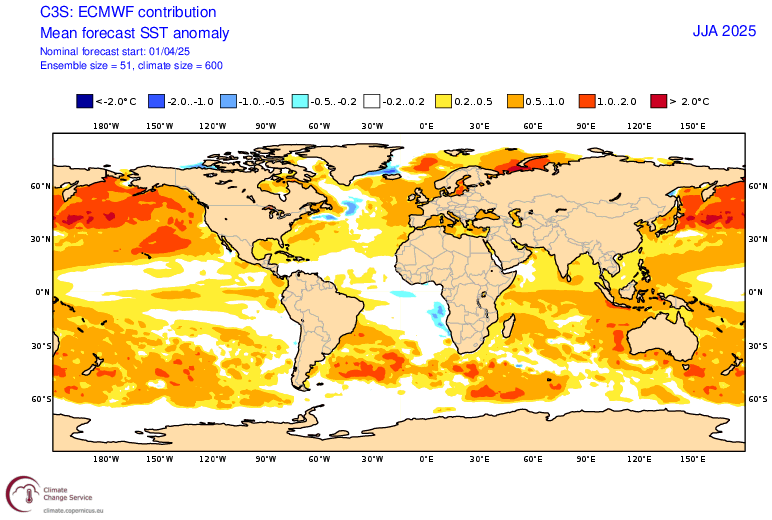 C3S: ECMWF contribution
Mean forecast SST anomaly
JJA 2025
Nominal forecast start: 01/04/25
Ensemble size = 51, climate size = 600
<-2.0°C -2.0..-1.0 -1.0..-0.5 -0.5..-0.2 -0.2..0.2 0.2..0.5 0.5..1.0 1.0..2.0 > 2.0°C
180°W 150°W 120°W 90°W 60°W 30°W 0°E 30°E 60°E 90°E 120°E 150°E
60°N 60°N
30°N 30°N
0°N 0°N
30°S 30°S
60°S 60°S
180°W 150°W 120°W 90°W 60°W 30°W 0°E 30°E 60°E 90°E 120°E 150°E
Climate
Change Service
climate.copernicus.eu